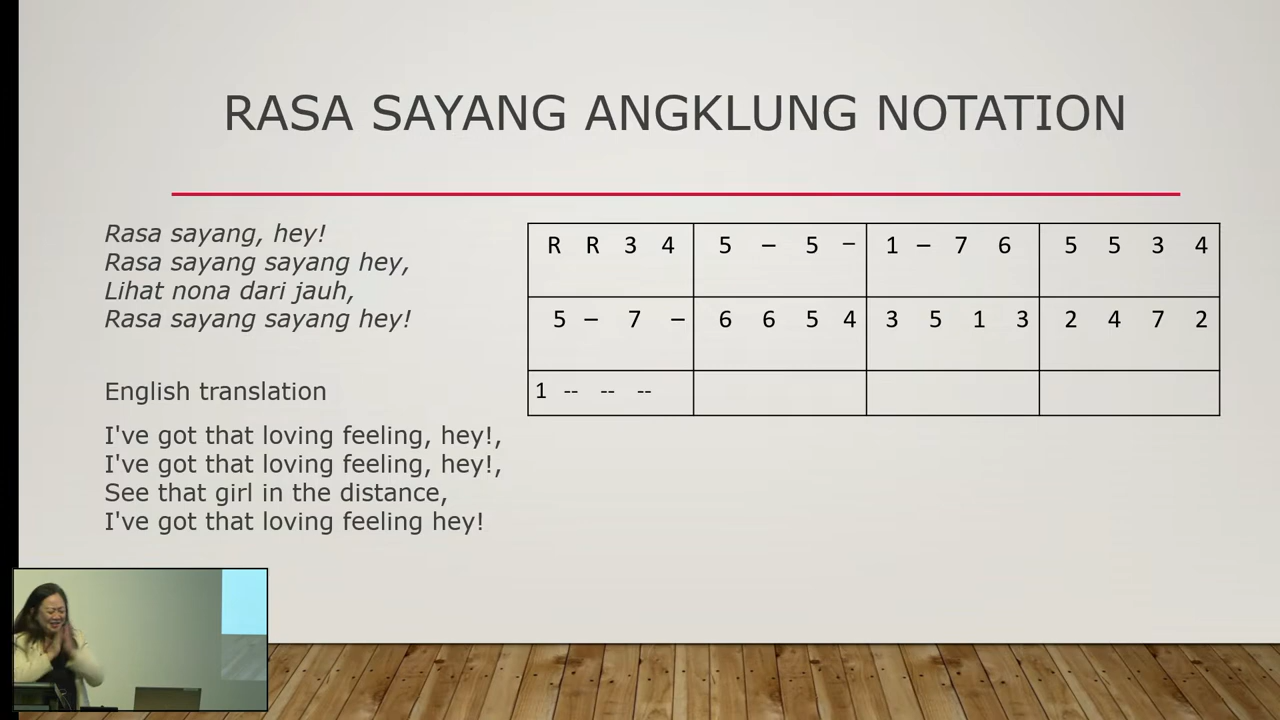 RASA SAYANG ANGKLUNG NOTATION
Rasa sayang, hey!
Rasa sayang sayang hey,
Lihat nona dari jauh,
Rasa sayang sayang hey!
English translation
I've got that loving feeling, hey!,
I've got that loving feeling, hey!,
See that girl in the distance,
I've got that loving feeling hey!
R R 3 4 5 – 5 – 1 – 7 6 5 5 3 4
5 – 7 – 6 6 5 4 3 5 1 3 2 4 7 2
1 -- -- --